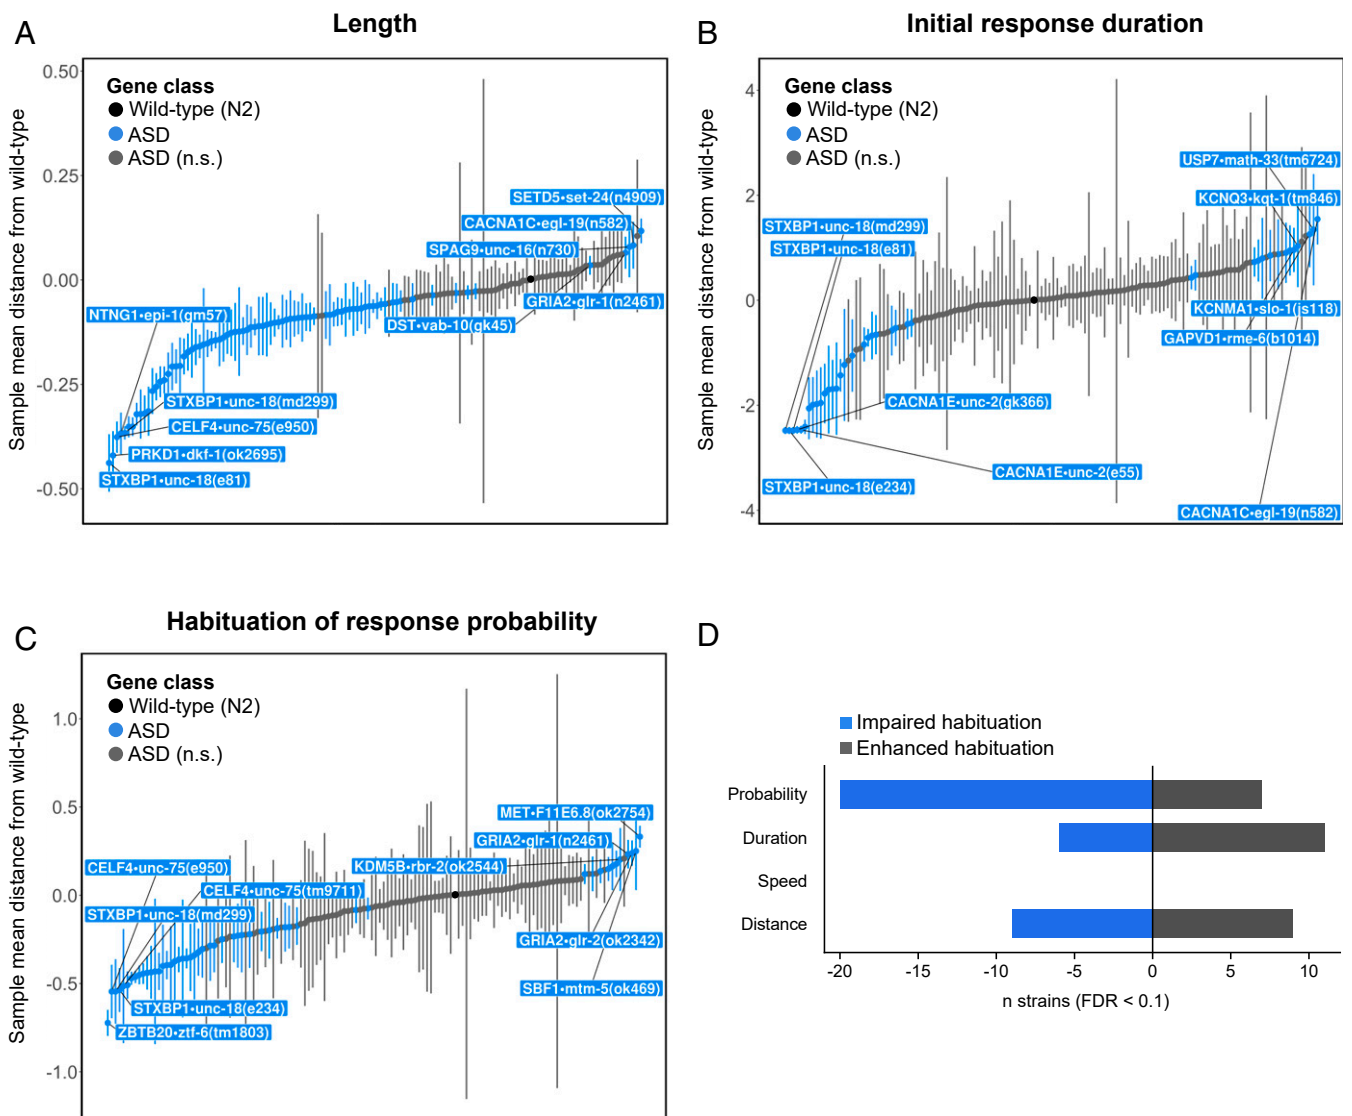 A
Length
Sample mean distance from wild-type
0.50
0.25
0.00
-0.25
-0.50
Gene class
Wild-type (N2)
ASD
ASD (n.s.)
SETD5•set-24(n4909)
CACNA1C•egl-19(n582)
SPAG9•unc-16(n730)
GRIA2•glr-1(n2461)
DST•vab-10(gk45)
NTNG1•epi-1(gm57)
STXBP1•unc-18(md299)
CELF4•unc-75(e950)
PRKD1•dkf-1(ok2695)
STXBP1•unc-18(e81)
B
Initial response duration
Sample mean distance from wild-type
4
2
0
-2
-4
Gene class
Wild-type (N2)
ASD
ASD (n.s.)
USP7•math-33(tm6724)
KCNQ3•kqt-1(tm846)
STXBP1•unc-18(md299)
STXBP1•unc-18(e81)
KCNMA1•slo-1(js118)
GAPVD1•rme-6(b1014)
CACNA1E•unc-2(gk366)
CACNA1E•unc-2(e55)
STXBP1•unc-18(e234)
CACNA1C•egl-19(n582)
C
Habituation of response probability
Sample mean distance from wild-type
1.0
0.5
0.0
-0.5
-1.0
Gene class
Wild-type (N2)
ASD
ASD (n.s.)
MET•F11E6.8(ok2754)
GRIA2•glr-1(n2461)
KDM5B•rbr-2(ok2544)
CELF4•unc-75(e950)
CELF4•unc-75(tm9711)
STXBP1•unc-18(md299)
GRIA2•glr-2(ok2342)
SBF1•mtm-5(ok469)
STXBP1•unc-18(e234)
ZBTB20•ztf-6(tm1803)
D
Impaired habituation
Enhanced habituation
Probability
Duration
Speed
Distance
-20 -15 -10 -5 0 5 10
n strains (FDR < 0.1)